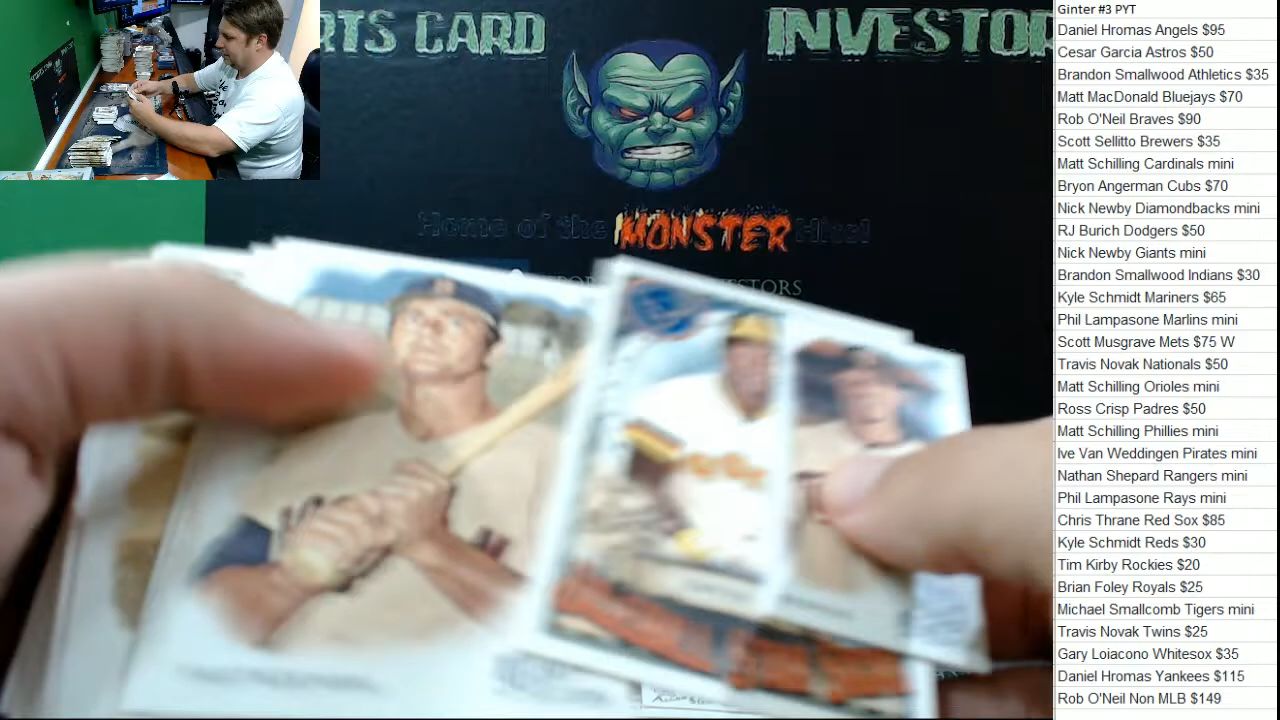 RTS CARD INVESTOR
Home of the MONSTER Hits!
Ginter #3 PYT
Daniel Hromas Angels $95
Cesar Garcia Astros $50
Brandon Smallwood Athletics $35
Matt MacDonald Bluejays $70
Rob O'Neil Braves $90
Scott Sellitto Brewers $35
Matt Schilling Cardinals mini
Bryon Angerman Cubs $70
Nick Newby Diamondbacks mini
RJ Burich Dodgers $50
Nick Newby Giants mini
Brandon Smallwood Indians $30
Kyle Schmidt Mariners $65
Phil Lampasone Marlins mini
Scott Musgrave Mets $75 W
Travis Novak Nationals $50
Matt Schilling Orioles mini
Ross Crisp Padres $50
Matt Schilling Phillies mini
Ive Van Weddingen Pirates mini
Nathan Shepard Rangers mini
Phil Lampasone Rays mini
Chris Thrane Red Sox $85
Kyle Schmidt Reds $30
Tim Kirby Rockies $20
Brian Foley Royals $25
Michael Smallcomb Tigers mini
Travis Novak Twins $25
Gary Loiacono Whitesox $35
Daniel Hromas Yankees $115
Rob O'Neil Non MLB $149